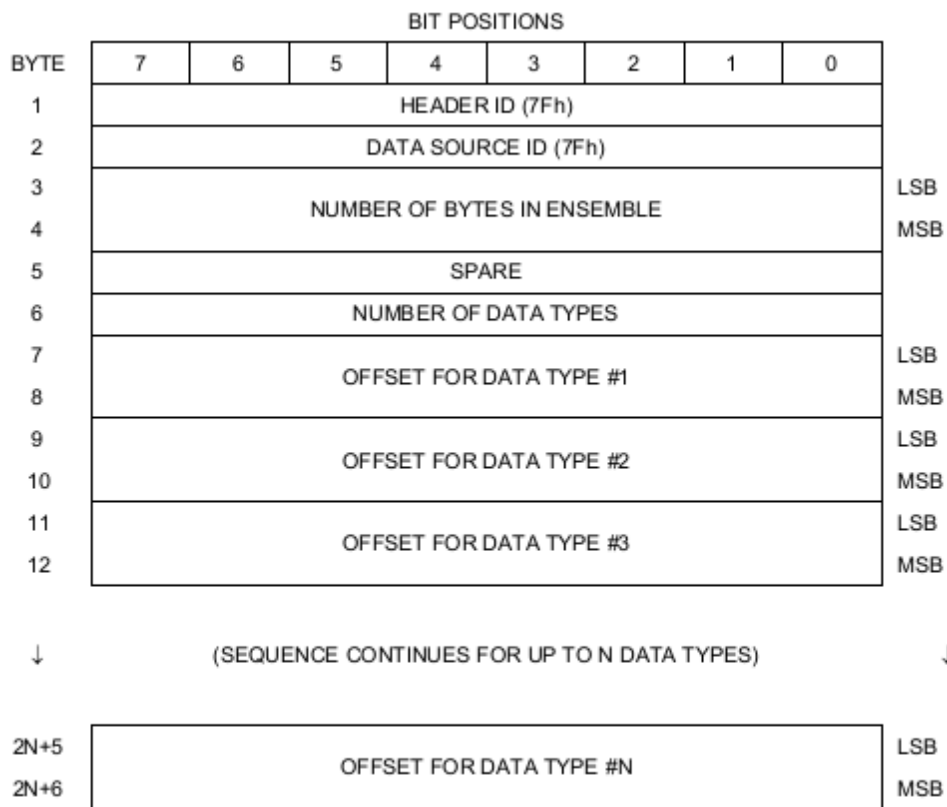 BIT POSITIONS
BYTE 7 6 5 4 3 2 1 0
1 HEADER ID (7Fh)
2 DATA SOURCE ID (7Fh)
3 LSB
NUMBER OF BYTES IN ENSEMBLE
4 MSB
5 SPARE
6 NUMBER OF DATA TYPES
7 LSB
OFFSET FOR DATA TYPE #1
8 MSB
9 LSB
OFFSET FOR DATA TYPE #2
10 MSB
11 LSB
OFFSET FOR DATA TYPE #3
12 MSB
↓ (SEQUENCE CONTINUES FOR UP TO N DATA TYPES) ↓
2N+5 LSB
OFFSET FOR DATA TYPE #N
2N+6 MSB